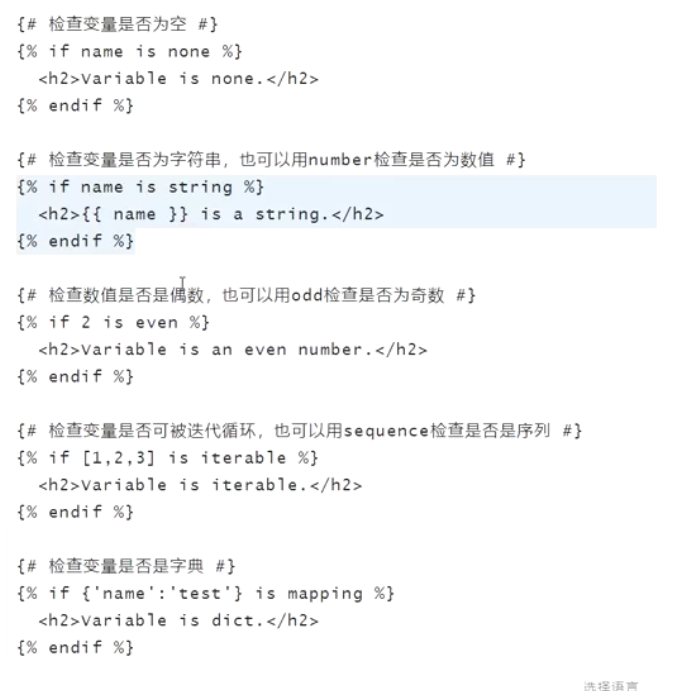 {# 检查变量是否为空 #}
{% if name is none %}
<h2>Variable is none.</h2>
{% endif %}
{# 检查变量是否为字符串，也可以用number检查是否为数值 #}
{% if name is string %}
<h2>{{ name }} is a string.</h2>
{% endif %}
{# 检查数值是否是偶数，也可以用odd检查是否为奇数 #}
{% if 2 is even %}
<h2>Variable is an even number.</h2>
{% endif %}
{# 检查变量是否可被迭代循环，也可以用sequence检查是否是序列 #}
{% if [1,2,3] is iterable %}
<h2>Variable is iterable.</h2>
{% endif %}
{# 检查变量是否是字典 #}
{% if {'name':'test'} is mapping %}
<h2>Variable is dict.</h2>
{% endif %}
选择语言